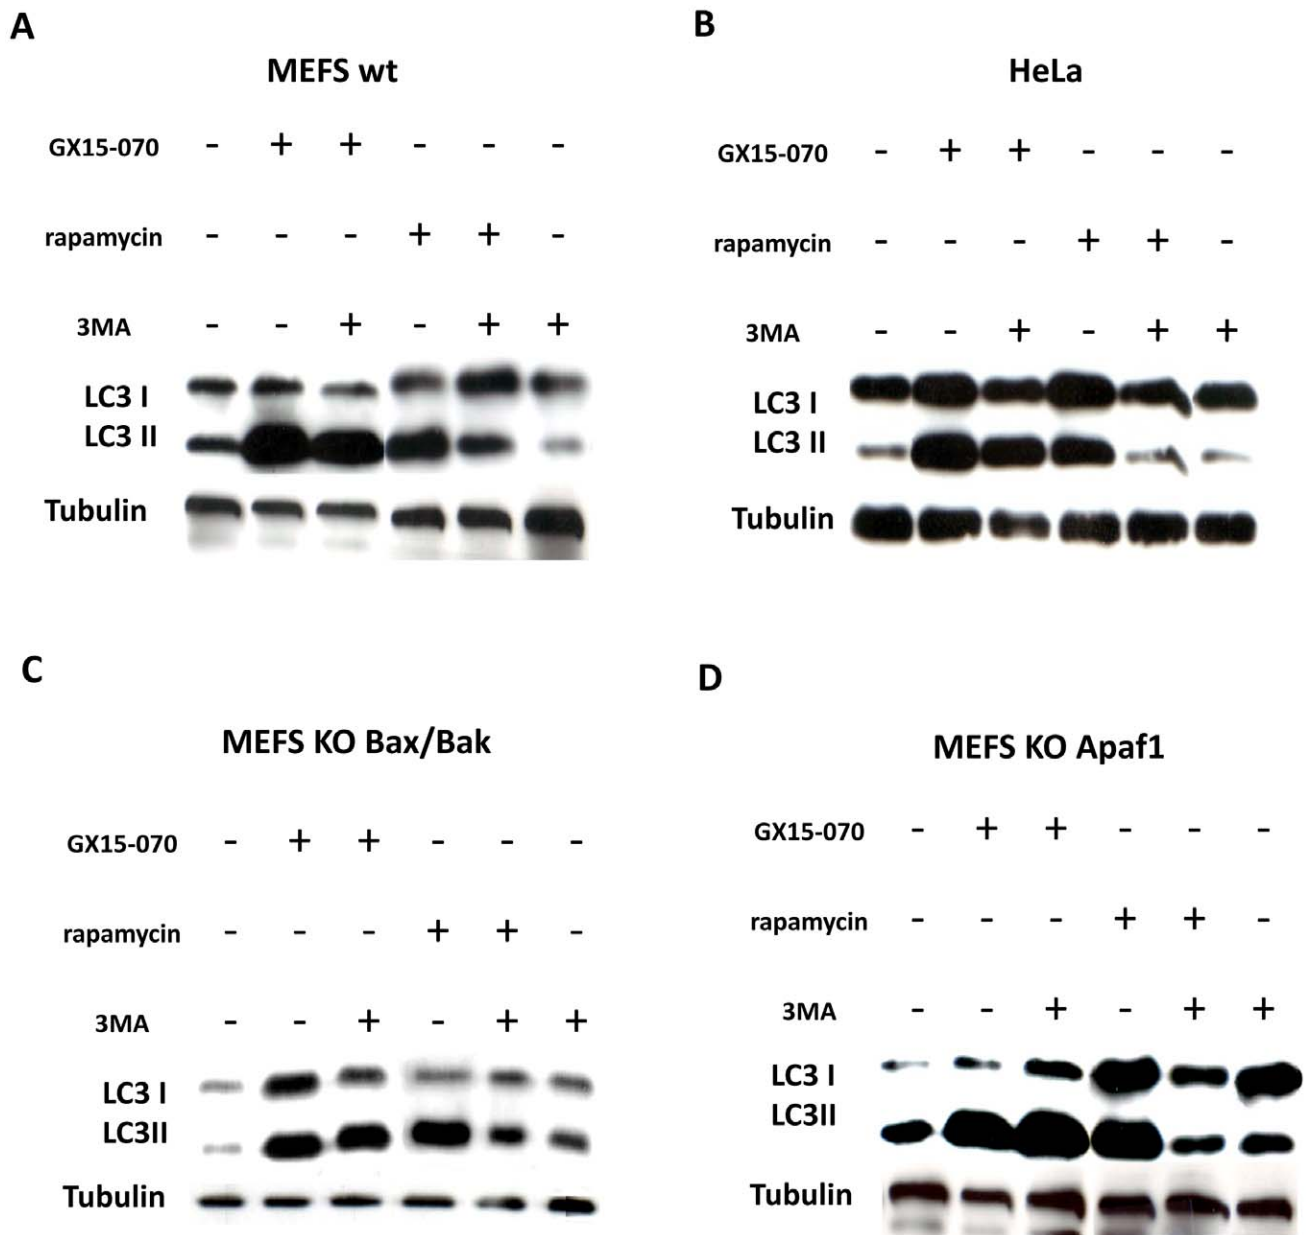 A
MEFS wt
GX15-070 - + + - - -
rapamycin - - - + + -
3MA - - + - + +
LC3 I
LC3 II
Tubulin
B
HeLa
GX15-070 - + + - - -
rapamycin - - - + + -
3MA - - + - + +
LC3 I
LC3 II
Tubulin
C
MEFS KO Bax/Bak
GX15-070 - + + - - -
rapamycin - - - + + -
3MA - - + - + +
LC3 I
LC3II
Tubulin
D
MEFS KO Apaf1
GX15-070 - + + - - -
rapamycin - - - + + -
3MA - - + - + +
LC3 I
LC3II
Tubulin